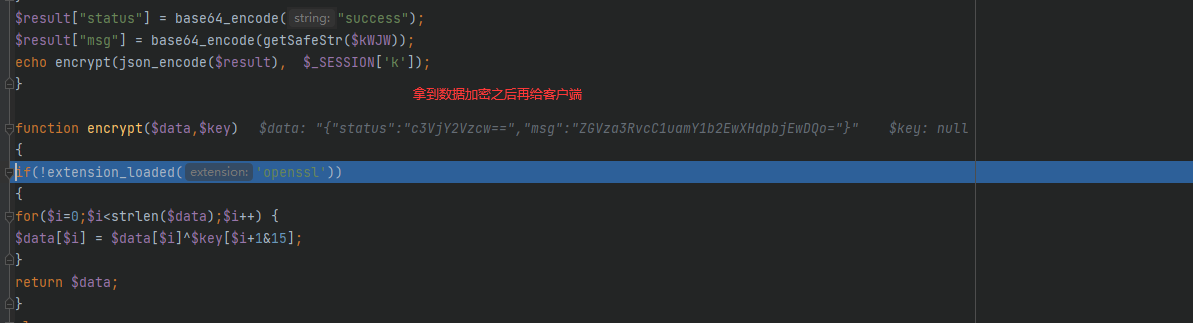 $result["status"] = base64_encode( string: "success");
$result["msg"] = base64_encode(getSafeStr($kWJW));
echo encrypt(json_encode($result),  $_SESSION['k']);
}
拿到数据加密之后再给客户端
function encrypt($data,$key)   $data: "{"status":"c3VjY2Vzcw==","msg":"ZGVza3RvcC1uamY1b2EwXHdpbjEwDQo="}"    $key: null
{
if(!extension_loaded( extension: 'openssl'))
{
for($i=0;$i<strlen($data);$i++) {
$data[$i] = $data[$i]^$key[$i+1&15];
}
return $data;
}